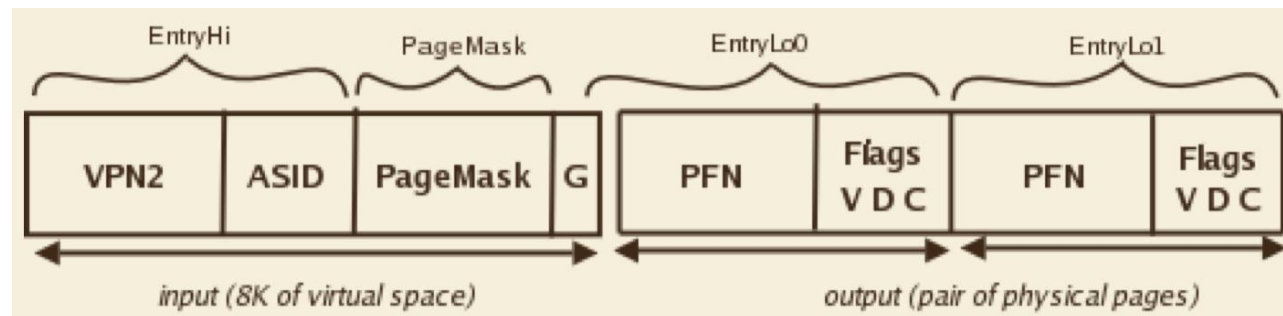 EntryHi PageMask EntryLo0 EntryLo1
VPN2 ASID PageMask G PFN Flags V D C PFN Flags V D C
input (8K of virtual space) output (pair of physical pages)